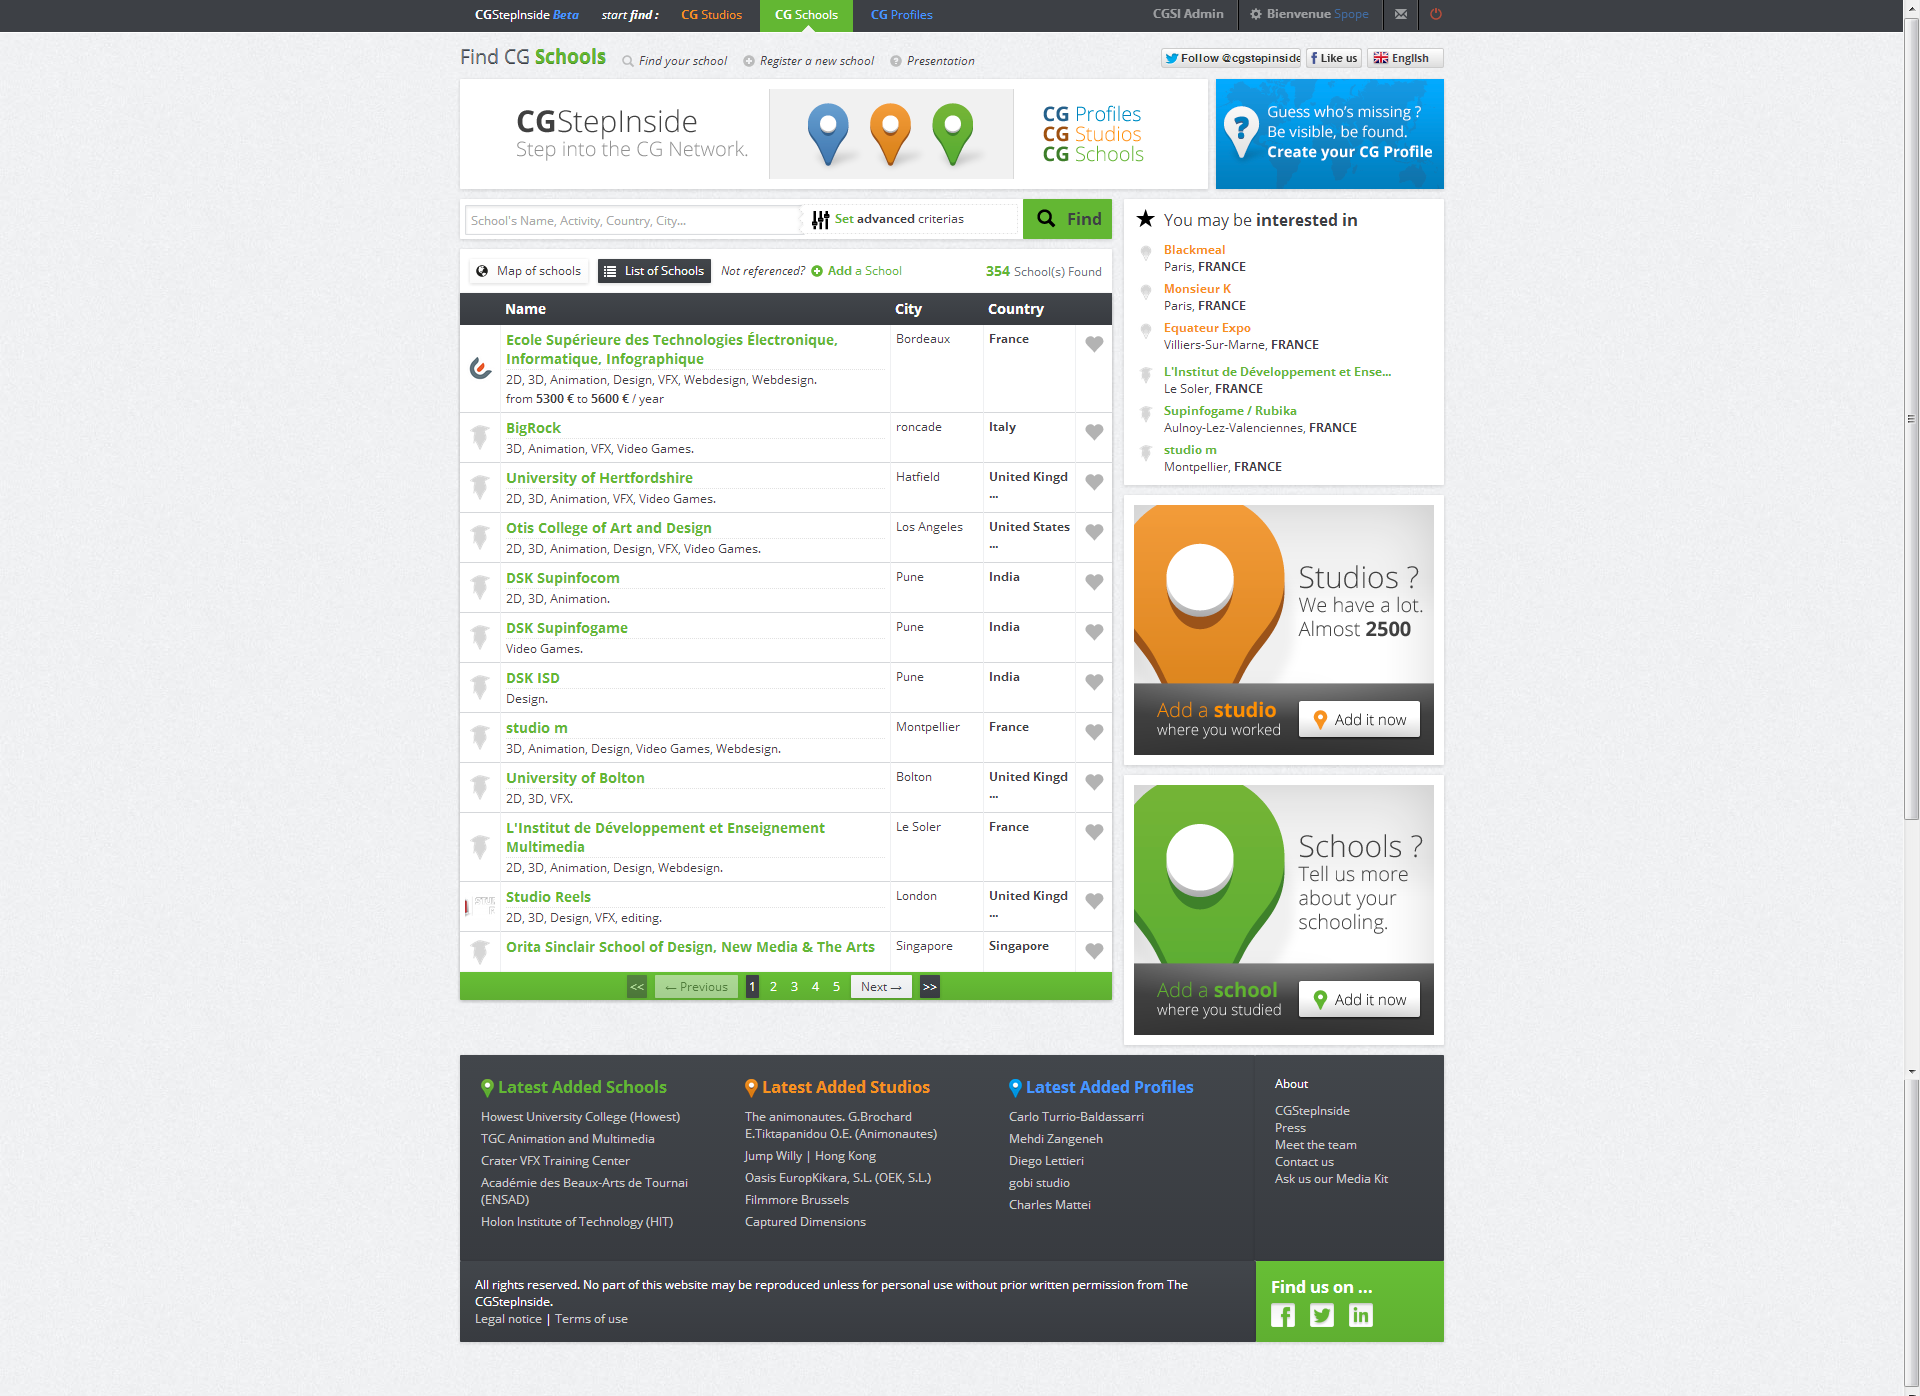 CGStepInside Beta start find : CG Studios CG Schools CG Profiles CGSI Admin Bienvenue Spope
Find CG Schools Find your school Register a new school Presentation Follow @cgstepinside Like us English
CGStepInside
Step into the CG Network.
CG Profiles
CG Studios
CG Schools
Guess who's missing ?
Be visible, be found.
Create your CG Profile
School's Name, Activity, Country, City...
Set advanced criterias
Find
Map of schools List of Schools Not referenced? Add a School 354 School(s) Found
Name City Country
Ecole Supérieure des Technologies Électronique, Bordeaux France
Informatique, Infographique
2D, 3D, Animation, Design, VFX, Webdesign, Webdesign.
from 5300 € to 5600 € / year
BigRock roncade Italy
3D, Animation, VFX, Video Games.
University of Hertfordshire Hatfield United Kingd
...
2D, 3D, Animation, VFX, Video Games.
Otis College of Art and Design Los Angeles United States
...
2D, 3D, Animation, Design, VFX, Video Games.
DSK Supinfocom Pune India
2D, 3D, Animation.
DSK Supinfogame Pune India
Video Games.
DSK ISD Pune India
Design.
studio m Montpellier France
3D, Animation, Design, Video Games, Webdesign.
University of Bolton Bolton United Kingd
...
2D, 3D, VFX.
L'Institut de Développement et Enseignement Le Soler France
Multimedia
2D, 3D, Animation, Design, Webdesign.
Studio Reels London United Kingd
...
2D, 3D, Design, VFX, editing.
Orita Sinclair School of Design, New Media & The Arts Singapore Singapore
<< ← Previous 1 2 3 4 5 Next → >>
You may be interested in
Blackmeal
Paris, FRANCE
Monsieur K
Paris, FRANCE
Equateur Expo
Villiers-Sur-Marne, FRANCE
L'Institut de Développement et Ense...
Le Soler, FRANCE
Supinfogame / Rubika
Aulnoy-Lez-Valenciennes, FRANCE
studio m
Montpellier, FRANCE
Studios ?
We have a lot.
Almost 2500
Add a studio
where you worked
Add it now
Schools ?
Tell us more
about your
schooling.
Add a school
where you studied
Add it now
Latest Added Schools
Howest University College (Howest)
TGC Animation and Multimedia
Crater VFX Training Center
Académie des Beaux-Arts de Tournai
(ENSAD)
Holon Institute of Technology (HIT)
Latest Added Studios
The animonautes. G.Brochard
E.Tiktapanidou O.E. (Animonautes)
Jump Willy | Hong Kong
Oasis EuropKikara, S.L. (OEK, S.L.)
Filmmore Brussels
Captured Dimensions
Latest Added Profiles
Carlo Turrio-Baldassarri
Mehdi Zangeneh
Diego Lettieri
gobi studio
Charles Mattei
About
CGStepInside
Press
Meet the team
Contact us
Ask us our Media Kit
All rights reserved. No part of this website may be reproduced unless for personal use without prior written permission from The
CGStepInside.
Legal notice | Terms of use
Find us on ...